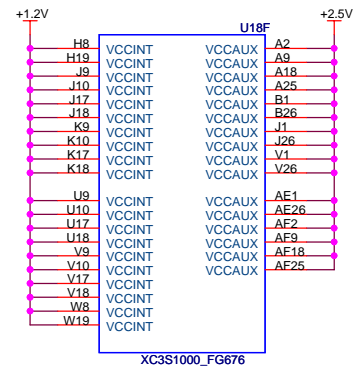 +1.2V +2.5V
U18F
H8 VCCINT VCCAUX A2
H19 VCCINT VCCAUX A9
J9 VCCINT VCCAUX A18
J10 VCCINT VCCAUX A25
J17 VCCINT VCCAUX B1
J18 VCCINT VCCAUX B26
K9 VCCINT VCCAUX J1
K10 VCCINT VCCAUX J26
K17 VCCINT VCCAUX V1
K18 VCCINT VCCAUX V26
U9 VCCINT VCCAUX AE1
U10 VCCINT VCCAUX AE26
U17 VCCINT VCCAUX AF2
U18 VCCINT VCCAUX AF9
V9 VCCINT VCCAUX AF18
V10 VCCINT VCCAUX AF25
V17 VCCINT
V18 VCCINT
W8 VCCINT
W19 VCCINT
XC3S1000_FG676